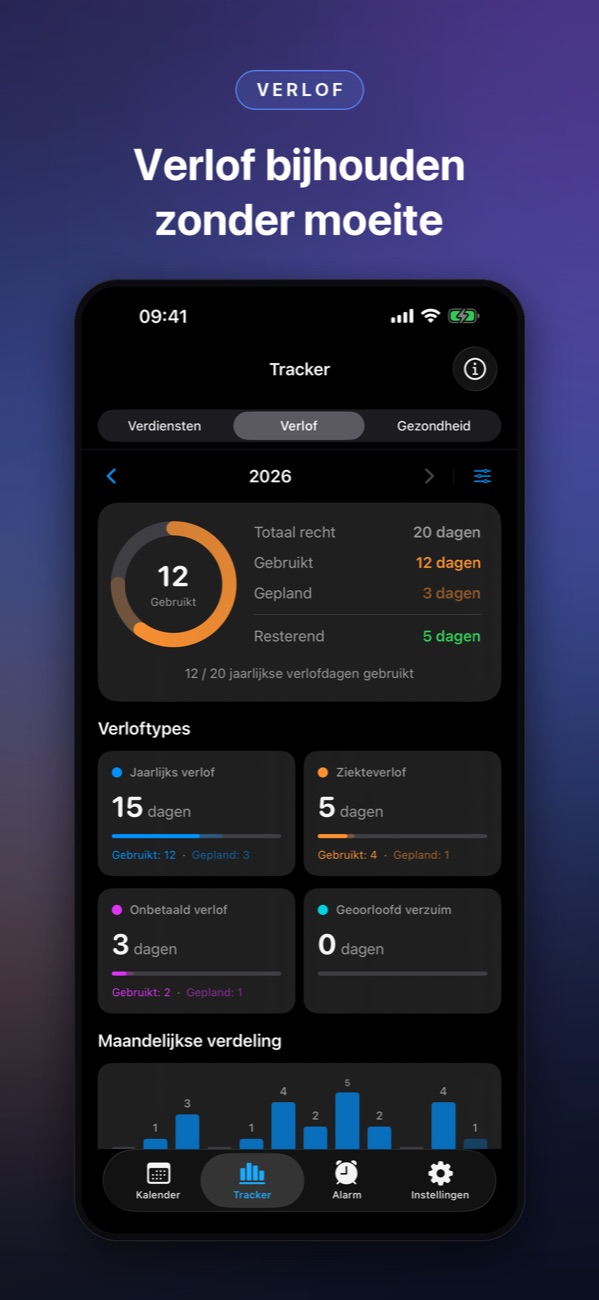 VERLOF
Verlof bijhouden
zonder moeite
09:41
Tracker
Verdiensten Verlof Gezondheid
2026
12
Gebruikt
Totaal recht 20 dagen
Gebruikt 12 dagen
Gepland 3 dagen
Resterend 5 dagen
12 / 20 jaarlijkse verlofdagen gebruikt
Verloftypes
Jaarlijks verlof
15 dagen
Gebruikt: 12 · Gepland: 3
Ziekteverlof
5 dagen
Gebruikt: 4 · Gepland: 1
Onbetaald verlof
3 dagen
Gebruikt: 2 · Gepland: 1
Geoorloofd verzuim
0 dagen
Maandelijkse verdeling
1 3 1 4 2 5 2 4 1
Kalender Tracker Alarm Instellingen